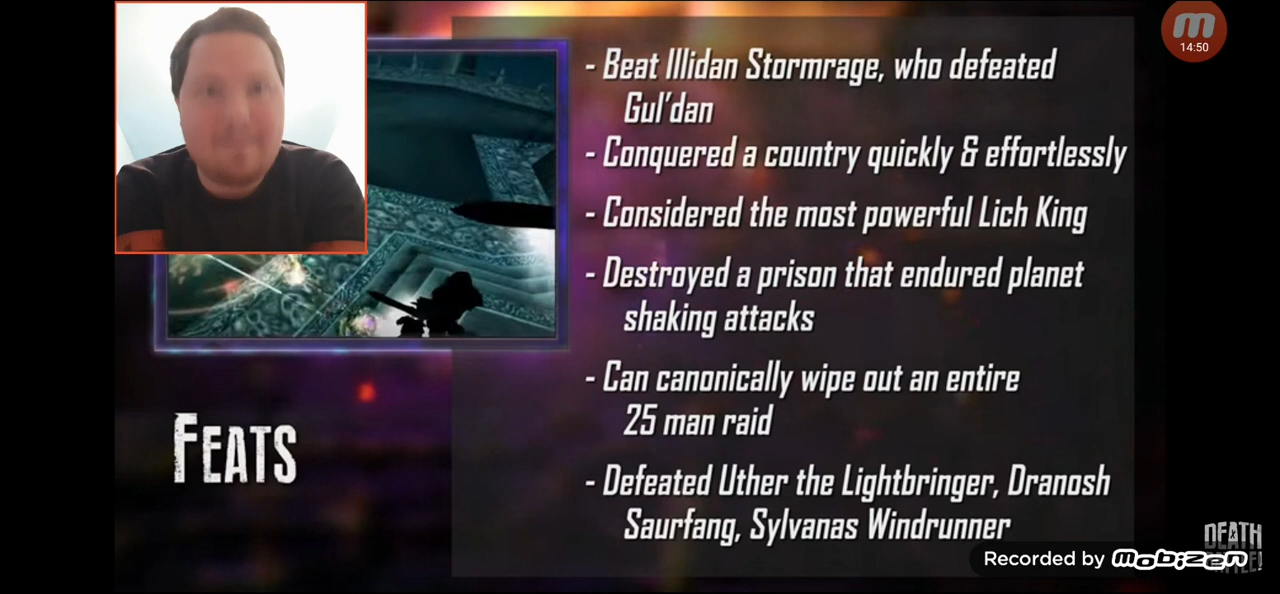 14:50
- Beat Illidan Stormrage, who defeated
Gul'dan
- Conquered a country quickly & effortlessly
- Considered the most powerful Lich King
- Destroyed a prison that endured planet
shaking attacks
- Can canonically wipe out an entire
25 man raid
- Defeated Uther the Lightbringer, Dranosh
Saurfang, Sylvanas Windrunner
FEATS
DEATH
Recorded by mobizen